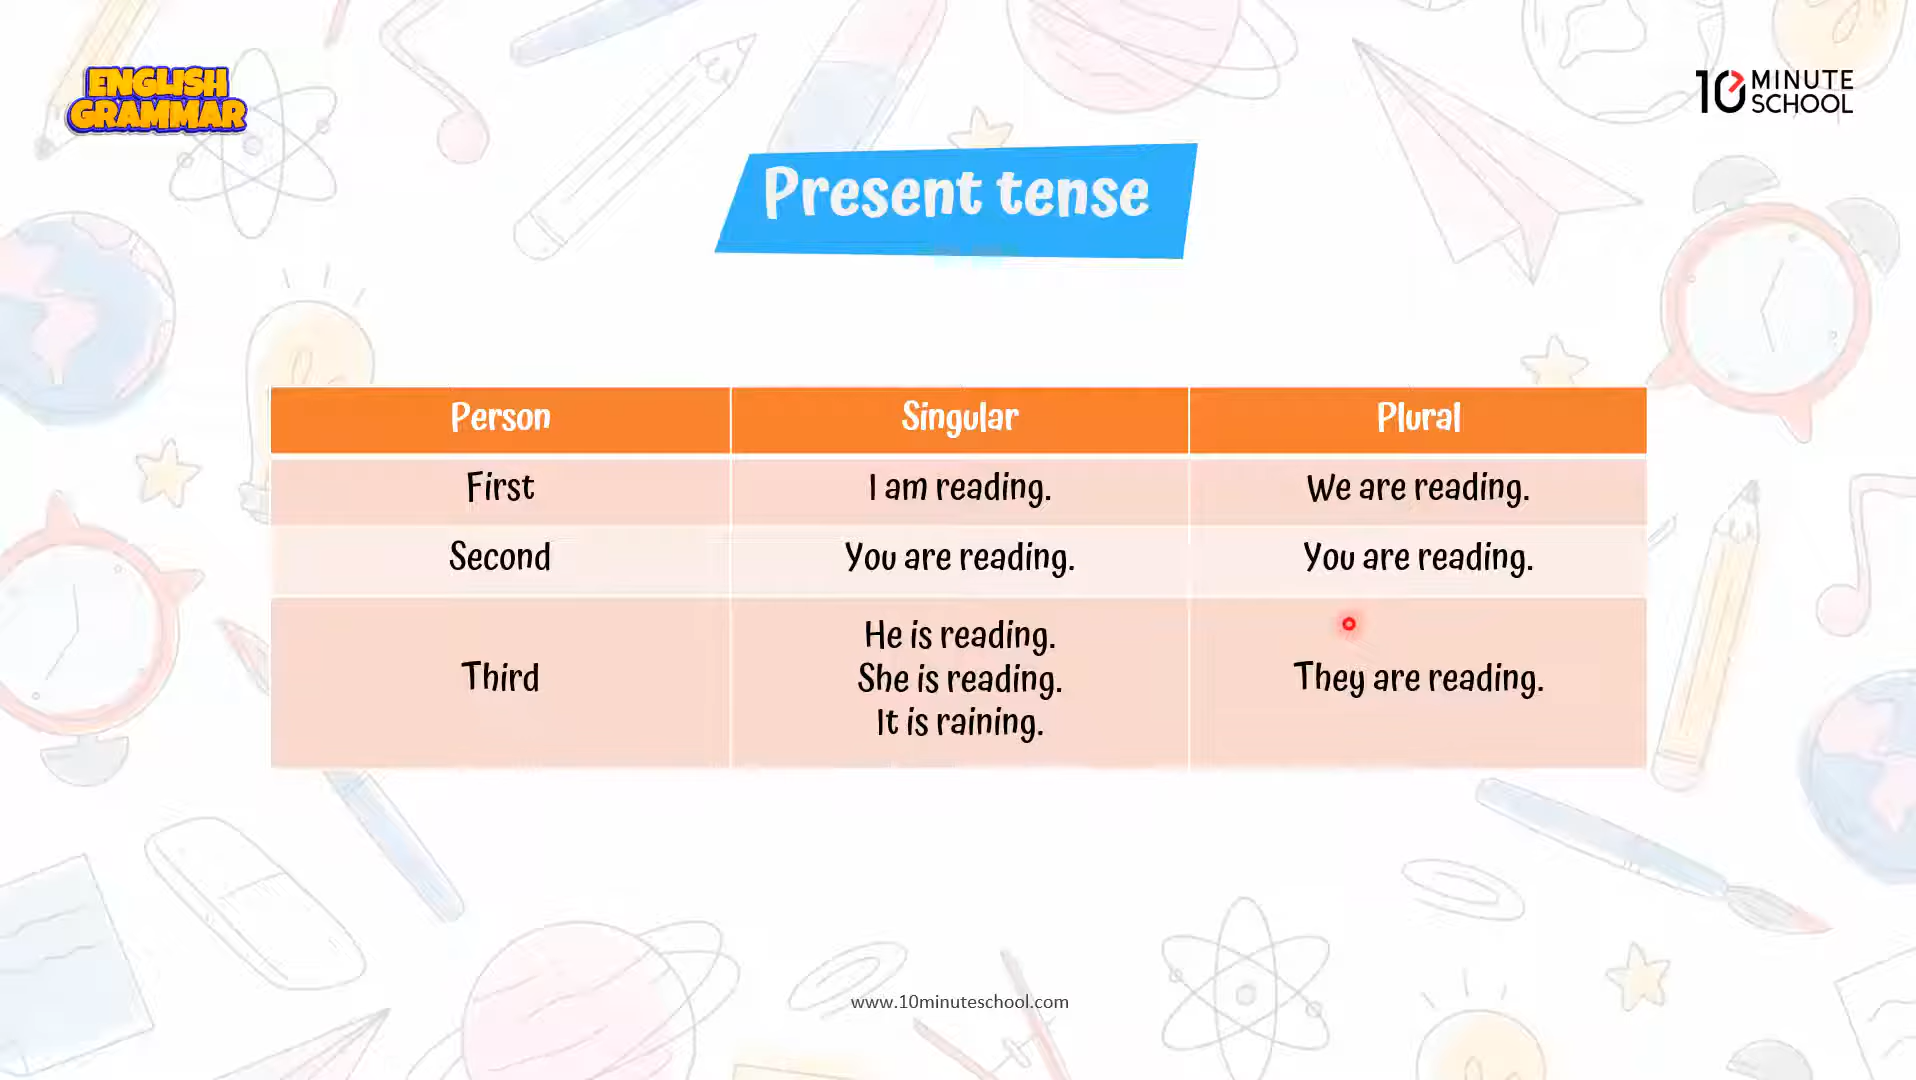 ENGLISH
GRAMMAR
10 MINUTE
SCHOOL
Present tense
Person Singular Plural
First I am reading. We are reading.
Second You are reading. You are reading.
He is reading.
Third She is reading. They are reading.
It is raining.
www.10minuteschool.com